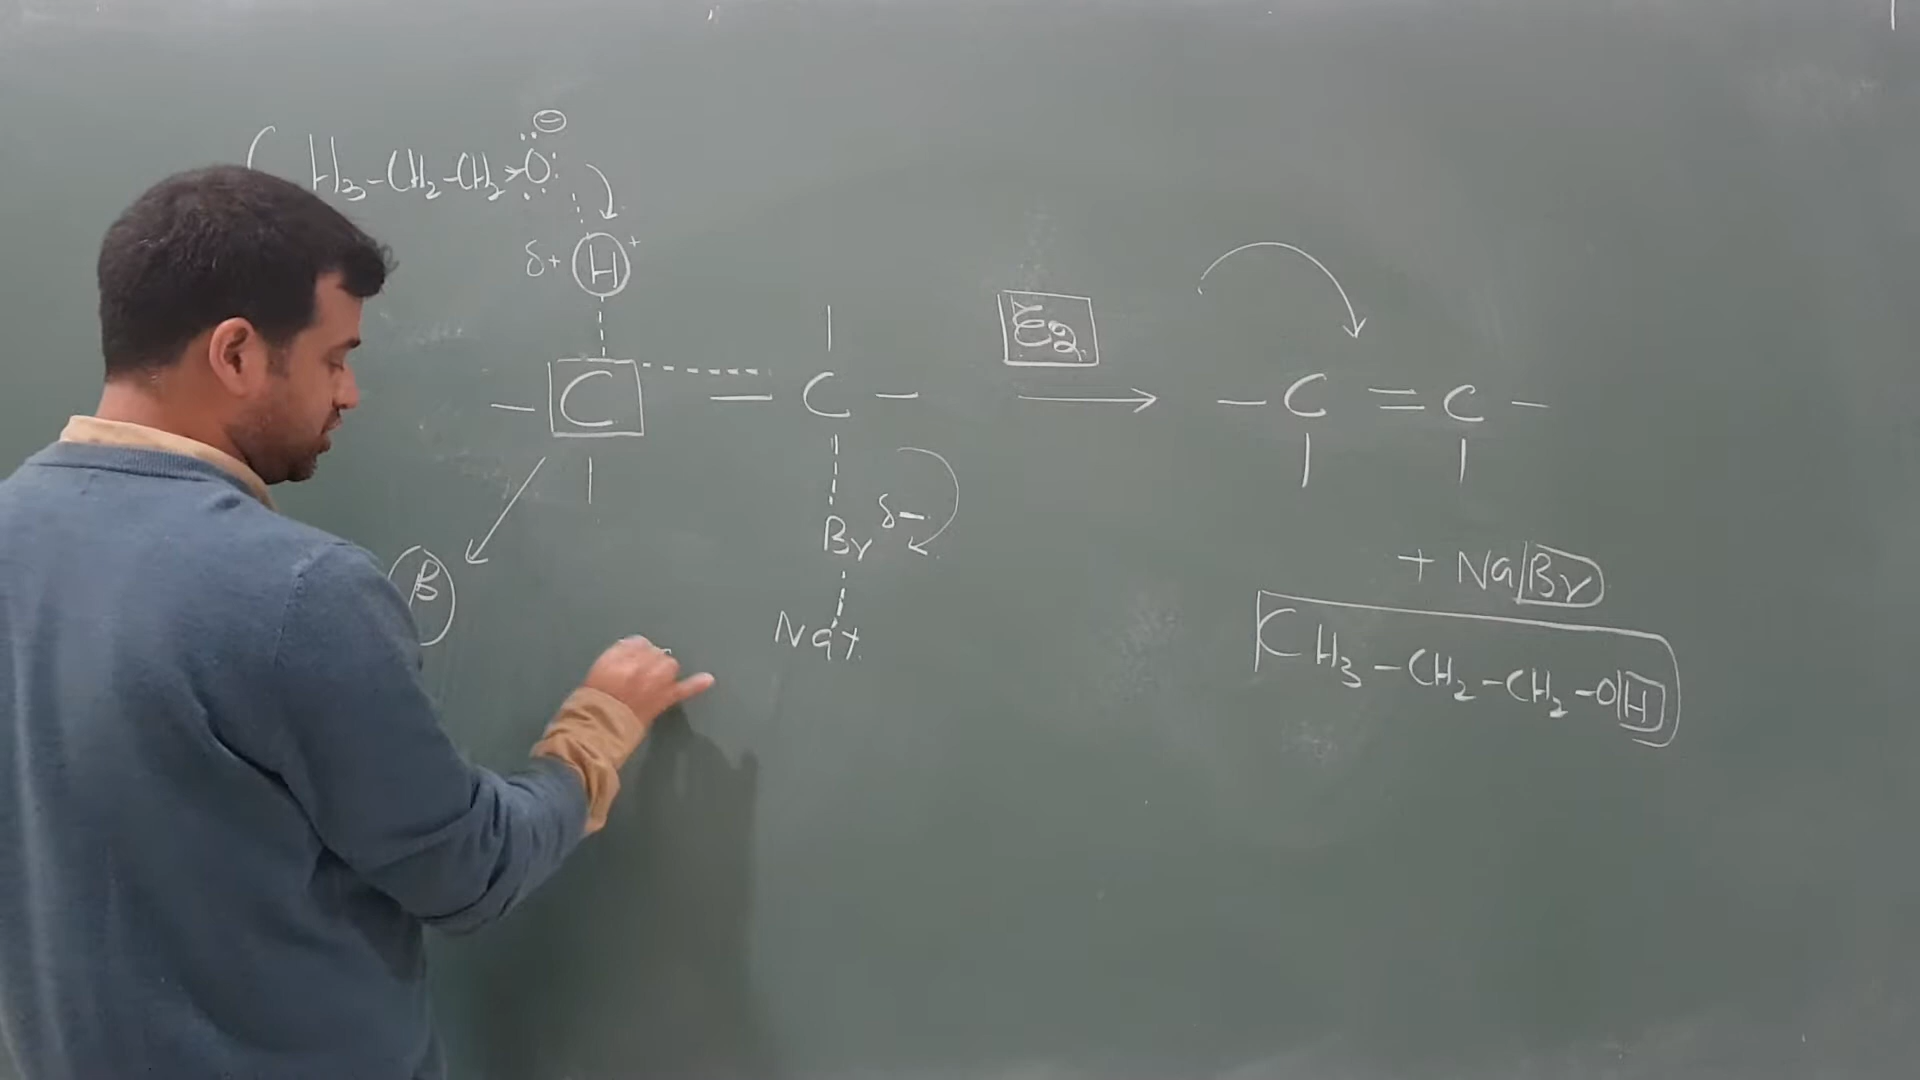 CH3-CH2-CH2→O: ⊖
δ+ H +
E2
- C = C -
- C = C -
Br δ-
Na+
β
+ NaBr
CH3-CH2-CH2-OH